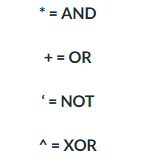 * = AND
+ = OR
‘ = NOT
^ = XOR